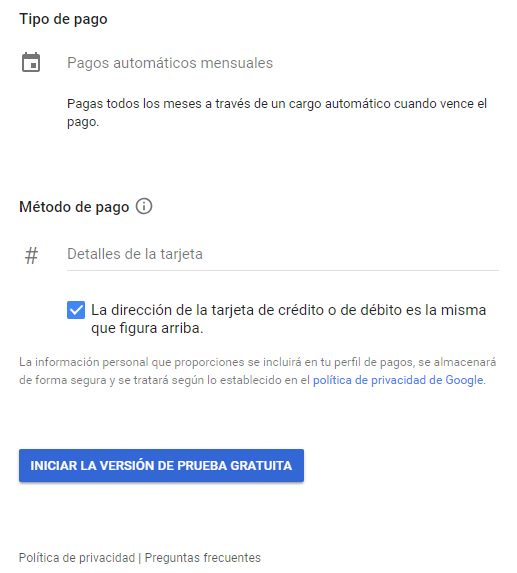 Tipo de pago
Pagos automáticos mensuales
Pagas todos los meses a través de un cargo automático cuando vence el
pago.
Método de pago
# Detalles de la tarjeta
La dirección de la tarjeta de crédito o de débito es la misma
que figura arriba.
La información personal que proporciones se incluirá en tu perfil de pagos, se almacenará
de forma segura y se tratará según lo establecido en el política de privacidad de Google.
INICIAR LA VERSIÓN DE PRUEBA GRATUITA
Política de privacidad | Preguntas frecuentes